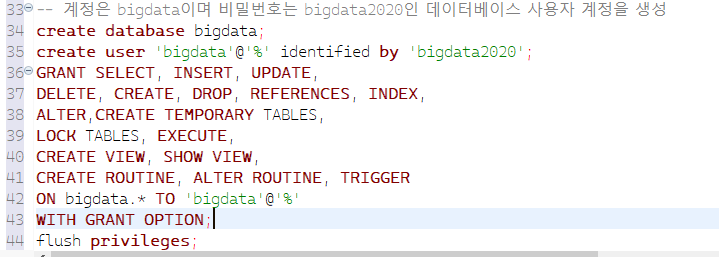 33 -- 계정은 bigdata이며 비밀번호는 bigdata2020인 데이터베이스 사용자 계정을 생성
34 create database bigdata;
35 create user 'bigdata'@'%' identified by 'bigdata2020';
36 GRANT SELECT, INSERT, UPDATE,
37 DELETE, CREATE, DROP, REFERENCES, INDEX,
38 ALTER,CREATE TEMPORARY TABLES,
39 LOCK TABLES, EXECUTE,
40 CREATE VIEW, SHOW VIEW,
41 CREATE ROUTINE, ALTER ROUTINE, TRIGGER
42 ON bigdata.* TO 'bigdata'@'%'
43 WITH GRANT OPTION;
44 flush privileges;